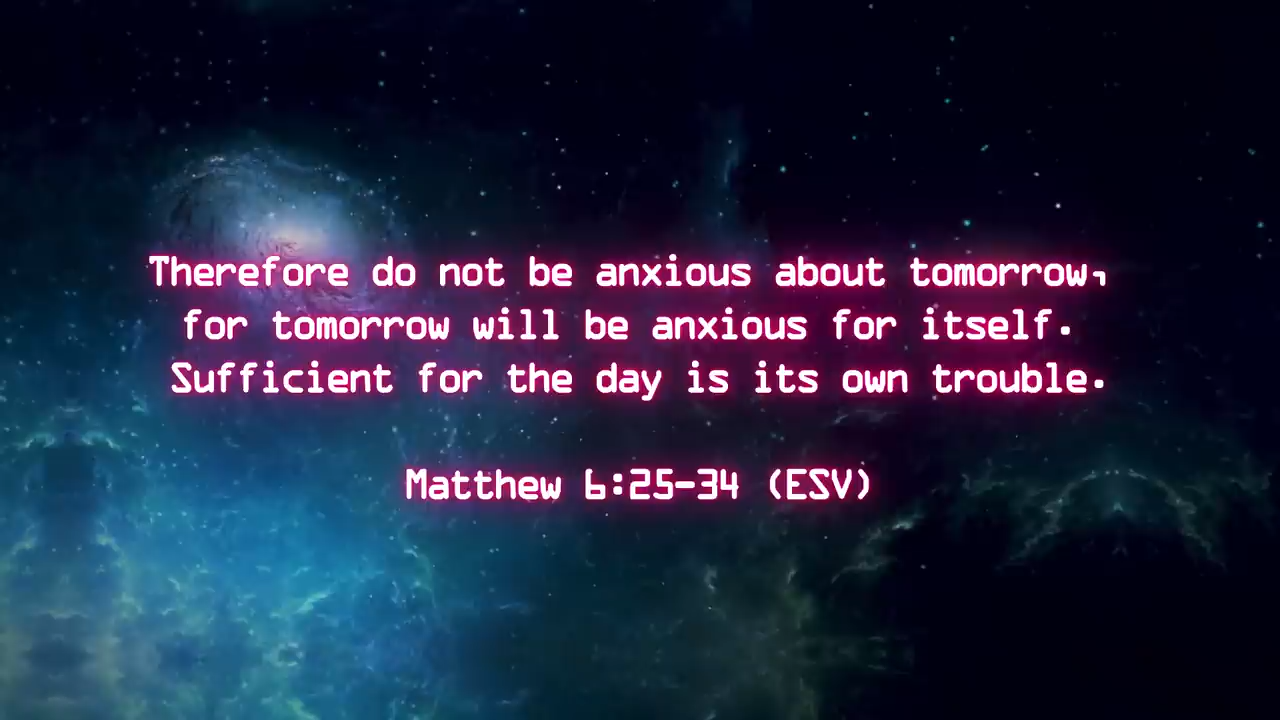 Therefore do not be anxious about tomorrow,
for tomorrow will be anxious for itself.
Sufficient for the day is its own trouble.
Matthew 6:25-34 (ESV)